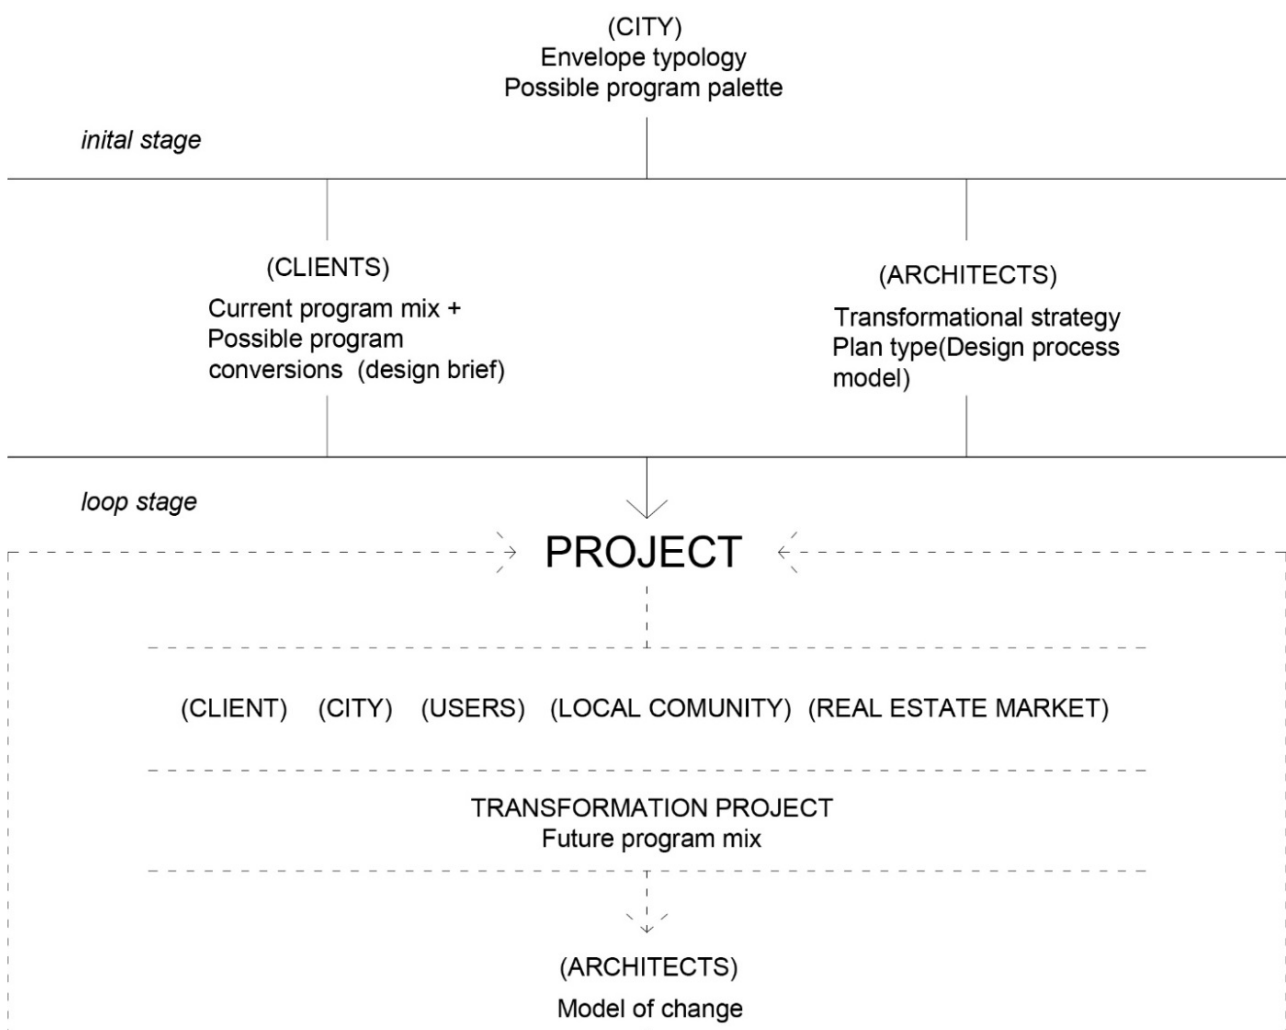 (CITY)
Envelope typology
Possible program palette
inital stage
(CLIENTS)
Current program mix +
Possible program
conversions (design brief)
(ARCHITECTS)
Transformational strategy
Plan type(Design process
model)
loop stage
PROJECT
(CLIENT) (CITY) (USERS) (LOCAL COMUNITY) (REAL ESTATE MARKET)
TRANSFORMATION PROJECT
Future program mix
(ARCHITECTS)
Model of change